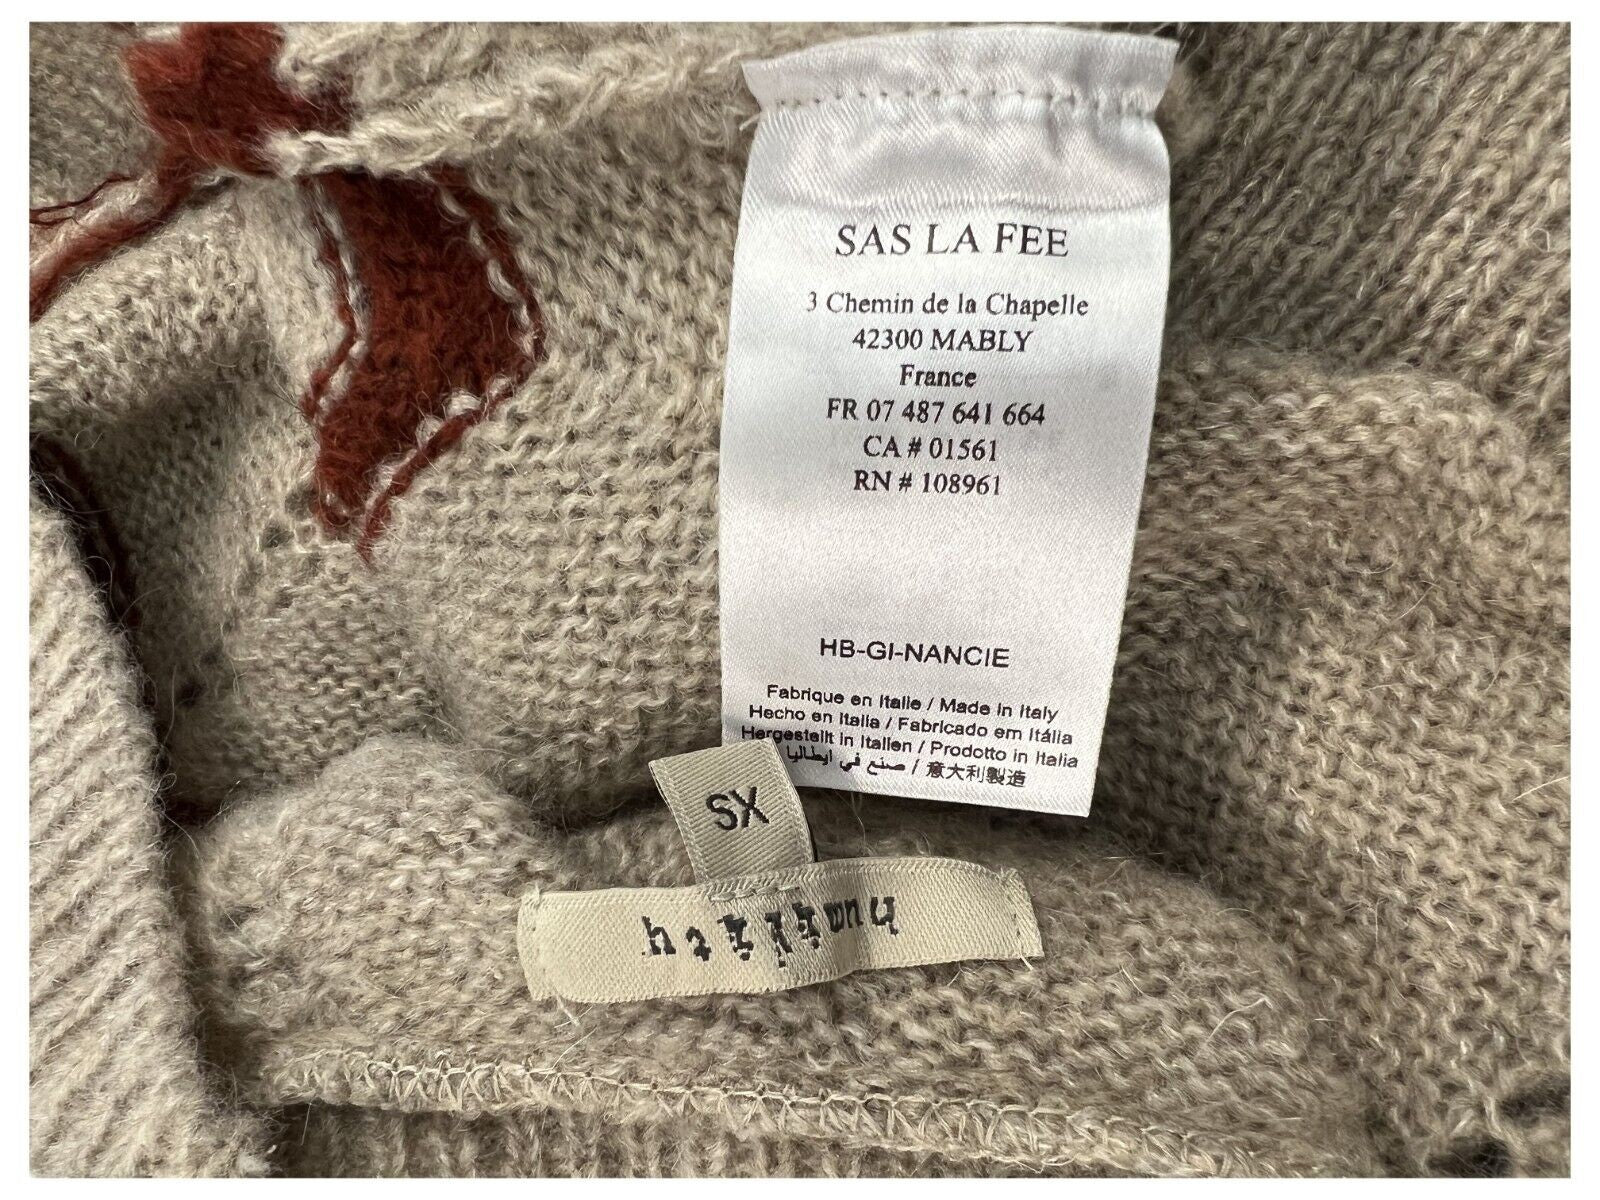 SAS LA FEE
3 Chemin de la Chapelle
42300 MABLY
France
FR 07 487 641 664
CA # 01561
RN # 108961
HB-GI-NANCIE
Fabrique en Italie / Made in Italy
Hecho en Italia / Fabricado em Itália
Hergestellt in Italien / Prodotto in Italia
صنع في ايطاليا / 意大利製造
XS